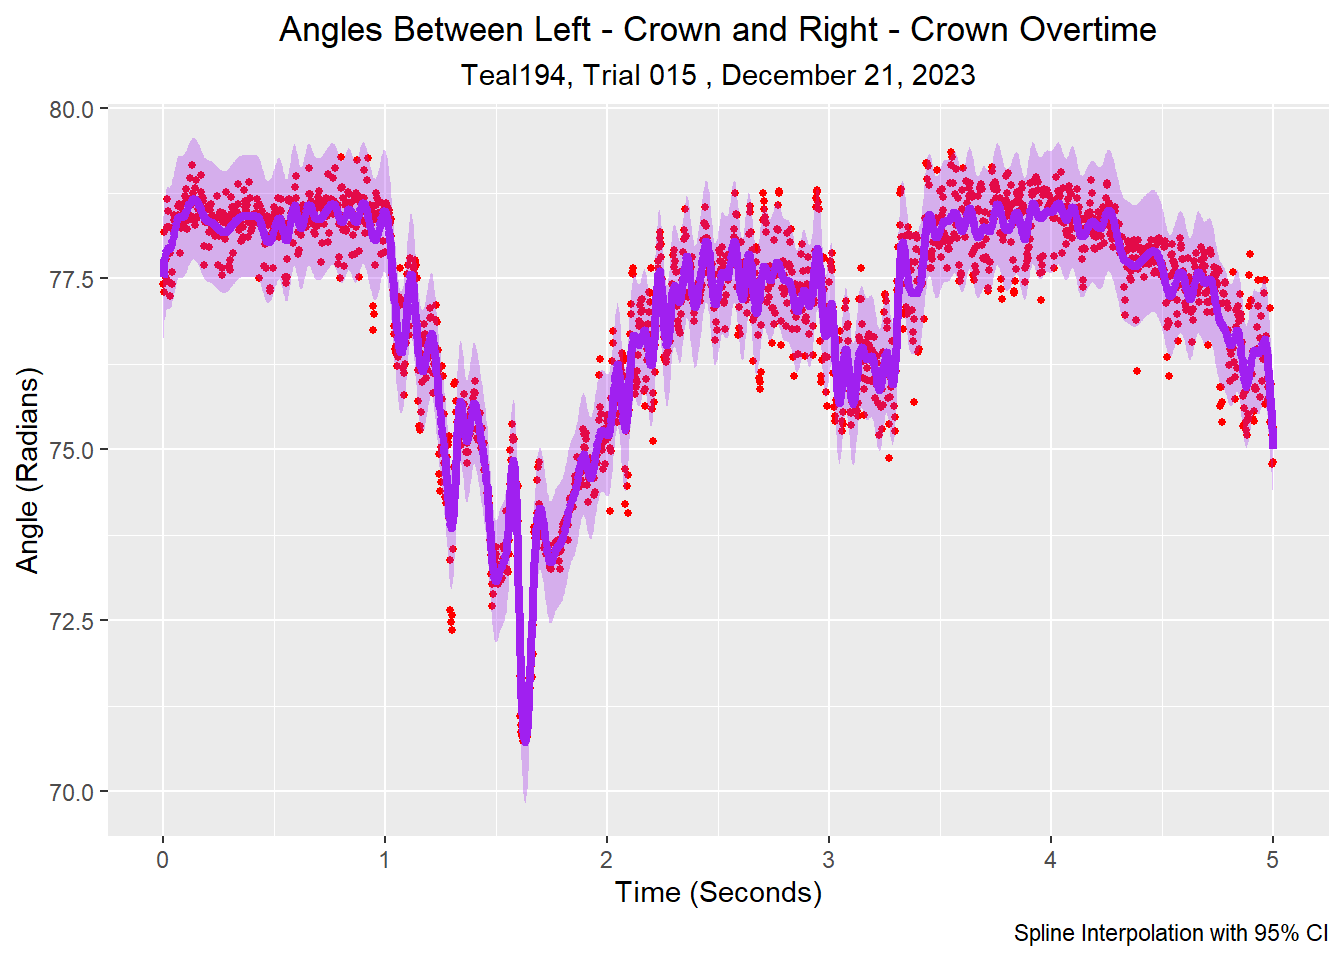 Angles Between Left - Crown and Right - Crown Overtime
Teal194, Trial 015 , December 21, 2023
80.0
77.5
75.0
72.5
70.0
Angle (Radians)
0 1 2 3 4 5
Time (Seconds)
Spline Interpolation with 95% CI